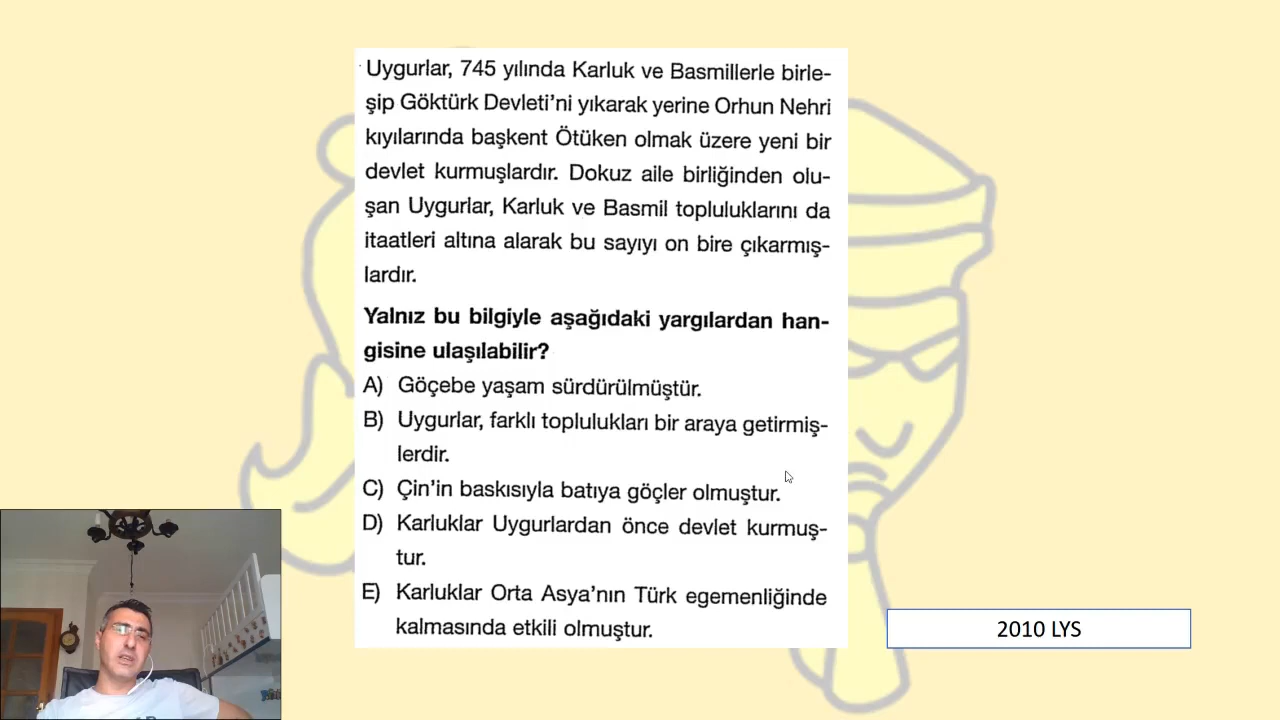 Uygurlar, 745 yılında Karluk ve Basmillerle birle-
şip Göktürk Devleti'ni yıkarak yerine Orhun Nehri
kıyılarında başkent Ötüken olmak üzere yeni bir
devlet kurmuşlardır. Dokuz aile birliğinden olu-
şan Uygurlar, Karluk ve Basmil topluluklarını da
itaatleri altına alarak bu sayıyı on bire çıkarmış-
lardır.
Yalnız bu bilgiyle aşağıdaki yargılardan han-
gisine ulaşılabilir?
A) Göçebe yaşam sürdürülmüştür.
B) Uygurlar, farklı toplulukları bir araya getirmiş-
lerdir.
C) Çin'in baskısıyla batıya göçler olmuştur.
D) Karluklar Uygurlardan önce devlet kurmuş-
tur.
E) Karluklar Orta Asya'nın Türk egemenliğinde
kalmasında etkili olmuştur.
2010 LYS